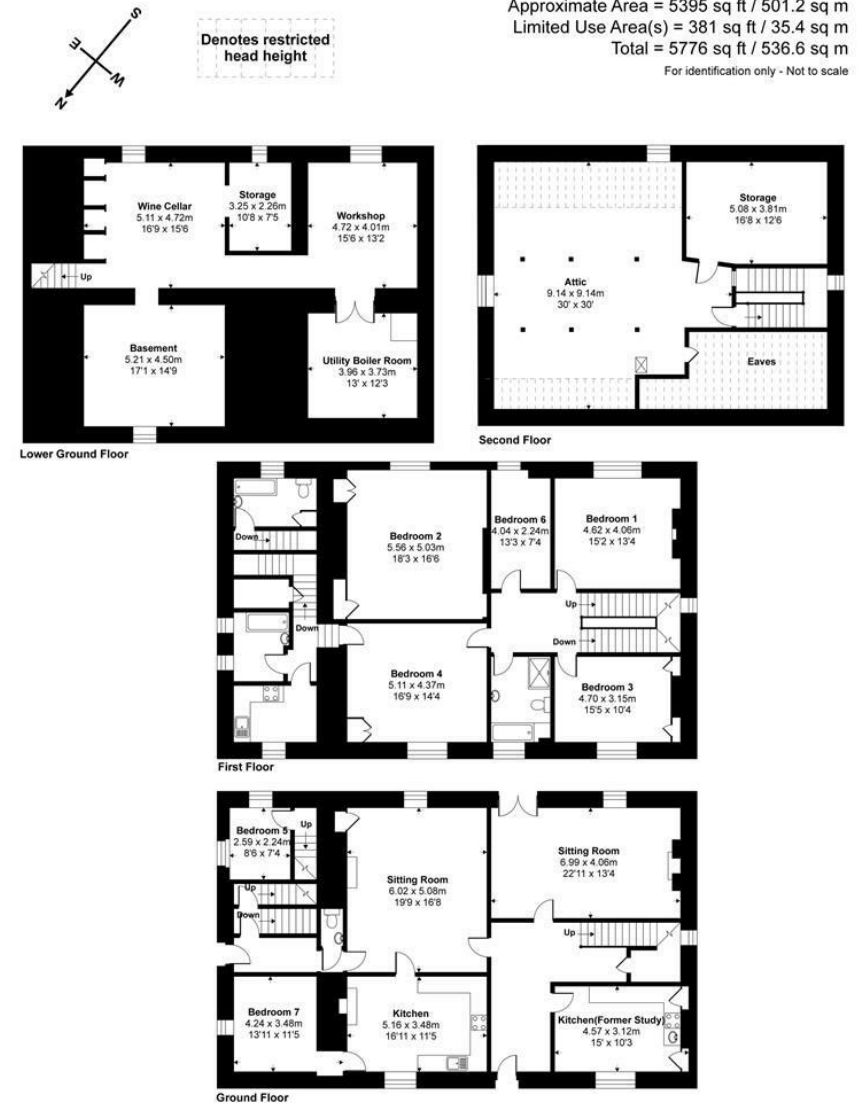 Approximate Area = 5395 sq ft / 501.2 sq m
Limited Use Area(s) = 381 sq ft / 35.4 sq m
Total = 5776 sq ft / 536.6 sq m
For identification only - Not to scale
S
E
W
N
Denotes restricted
head height
Wine Cellar
5.11 x 4.72m
16'9 x 15'6
Storage
3.25 x 2.26m
10'8 x 7'5
Workshop
4.72 x 4.01m
15'6 x 13'2
Up
Basement
5.21 x 4.50m
17'1 x 14'9
Utility Boiler Room
3.96 x 3.73m
13' x 12'3
Lower Ground Floor
Storage
5.08 x 3.81m
16'8 x 12'6
Attic
9.14 x 9.14m
30' x 30'
Eaves
Second Floor
Down
Bedroom 2
5.56 x 5.03m
18'3 x 16'6
Bedroom 6
4.04 x 2.24m
13'3 x 7'4
Bedroom 1
4.62 x 4.06m
15'2 x 13'4
Up
Down
Down
Bedroom 4
5.11 x 4.37m
16'9 x 14'4
Bedroom 3
4.70 x 3.15m
15'5 x 10'4
First Floor
Bedroom 5
2.59 x 2.24m
8'6 x 7'4
Up
Up
Down
Sitting Room
6.02 x 5.08m
19'9 x 16'8
Sitting Room
6.99 x 4.06m
22'11 x 13'4
Up
Bedroom 7
4.24 x 3.48m
13'11 x 11'5
Kitchen
5.16 x 3.48m
16'11 x 11'5
Kitchen(Former Study)
4.57 x 3.12m
15' x 10'3
Ground Floor